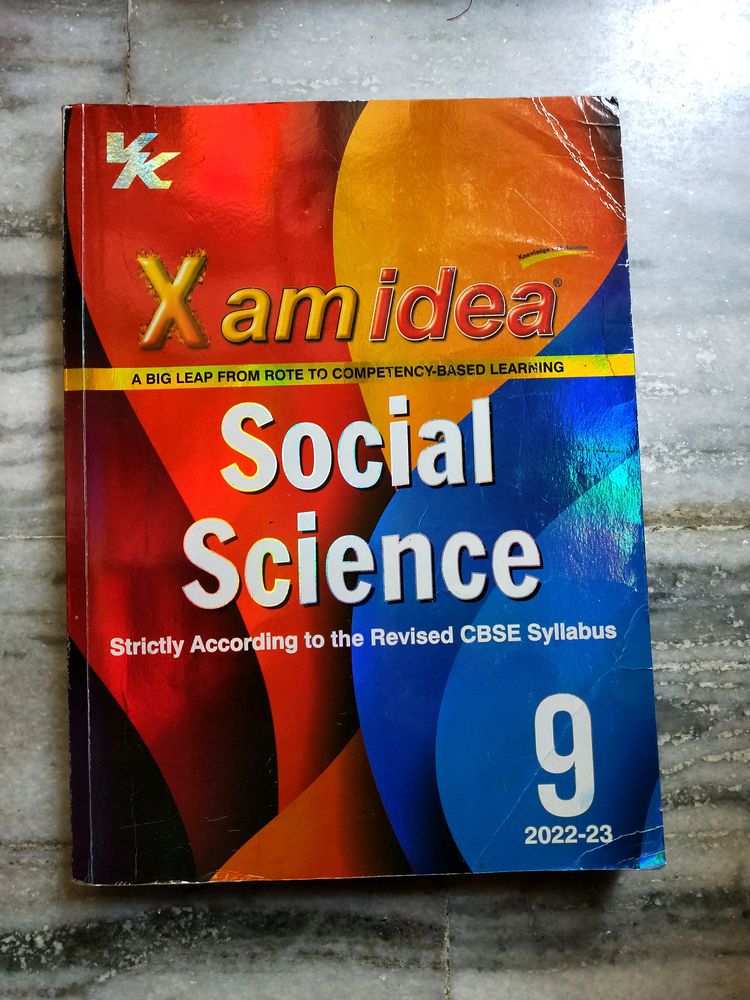 VK
Xam idea®
A BIG LEAP FROM ROTE TO COMPETENCY-BASED LEARNING
Social
Science
Strictly According to the Revised CBSE Syllabus
9
2022-23